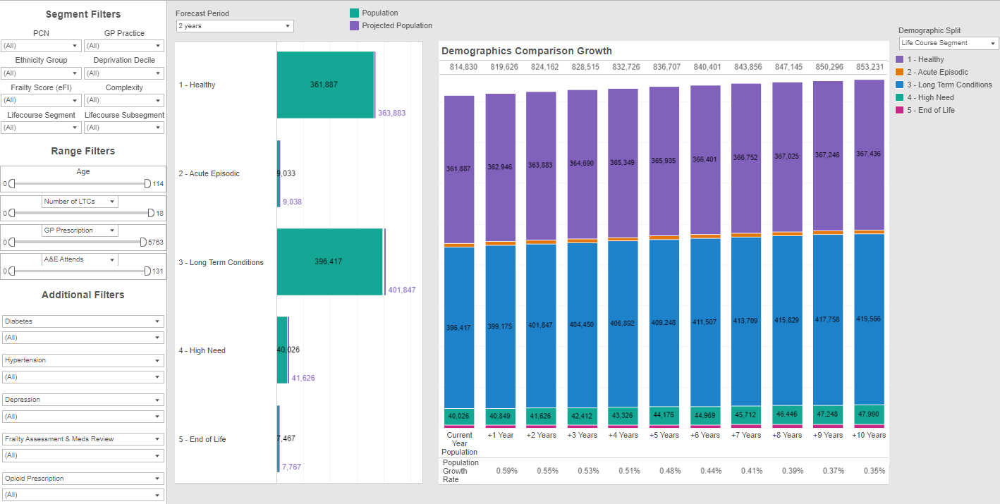 Segment Filters
PCN
GP Practice
(All)
(All)
Ethnicity Group
Deprivation Decile
(All)
(All)
Frailty Score (eFI)
Complexity
(All)
(All)
Lifecourse Segment
Lifecourse Subsegment
(All)
(All)
Range Filters
Age
0
114
Number of LTCs
0
18
GP Prescription
0
5763
A&E Attends
0
131
Additional Filters
Diabetes
(All)
Hypertension
(All)
Depression
(All)
Frailty Assessment & Meds Review
(All)
Opioid Prescription
(All)
Forecast Period
2 years
Population
Projected Population
1 - Healthy
361,887
363,883
2 - Acute Episodic
9,033
9,038
3 - Long Term Conditions
396,417
401,847
4 - High Need
40,026
41,626
5 - End of Life
7,467
7,767
Demographics Comparison Growth
814,830 819,626 824,162 828,515 832,726 836,707 840,401 843,856 847,145 850,296 853,231
361,887 362,946 363,883 364,690 365,349 365,935 366,401 366,752 367,025 367,246 367,436
396,417 399,175 401,847 404,450 406,892 409,248 411,507 413,709 415,829 417,758 419,566
40,026 40,849 41,626 42,412 43,326 44,176 44,969 45,712 46,446 47,248 47,990
Current
Year
Population
+1 Year +2 Years +3 Years +4 Years +5 Years +6 Years +7 Years +8 Years +9 Years +10 Years
Population
Growth
Rate
0.59% 0.55% 0.53% 0.51% 0.48% 0.44% 0.41% 0.39% 0.37% 0.35%
Demographic Split
Life Course Segment
1 - Healthy
2 - Acute Episodic
3 - Long Term Conditions
4 - High Need
5 - End of Life